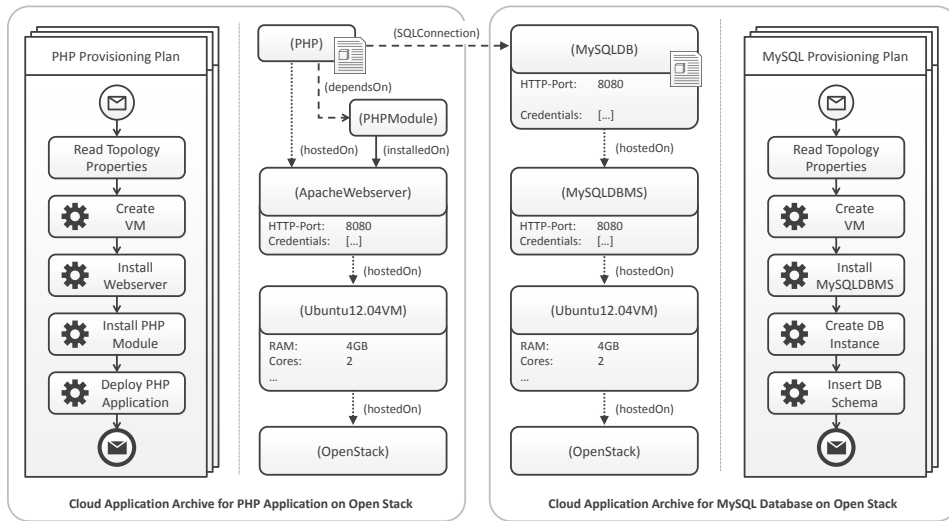 PHP Provisioning Plan
Read Topology
Properties
Create
VM
Install
Webserver
Install PHP
Module
Deploy PHP
Application
(PHP)
(SQLConnection)
(dependsOn)
(PHPModule)
(hostedOn)
(installedOn)
(ApacheWebserver)
HTTP-Port: 8080
Credentials: […]
(hostedOn)
(Ubuntu12.04VM)
RAM: 4GB
Cores: 2
…
(hostedOn)
(OpenStack)
Cloud Application Archive for PHP Application on Open Stack
(MySQLDB)
HTTP-Port: 8080
Credentials: […]
(hostedOn)
(MySQLDBMS)
HTTP-Port: 8080
Credentials: […]
(hostedOn)
(Ubuntu12.04VM)
RAM: 4GB
Cores: 2
…
(hostedOn)
(OpenStack)
MySQL Provisioning Plan
Read Topology
Properties
Create
VM
Install
MySQLDBMS
Create DB
Instance
Insert DB
Schema
Cloud Application Archive for MySQL Database on Open Stack